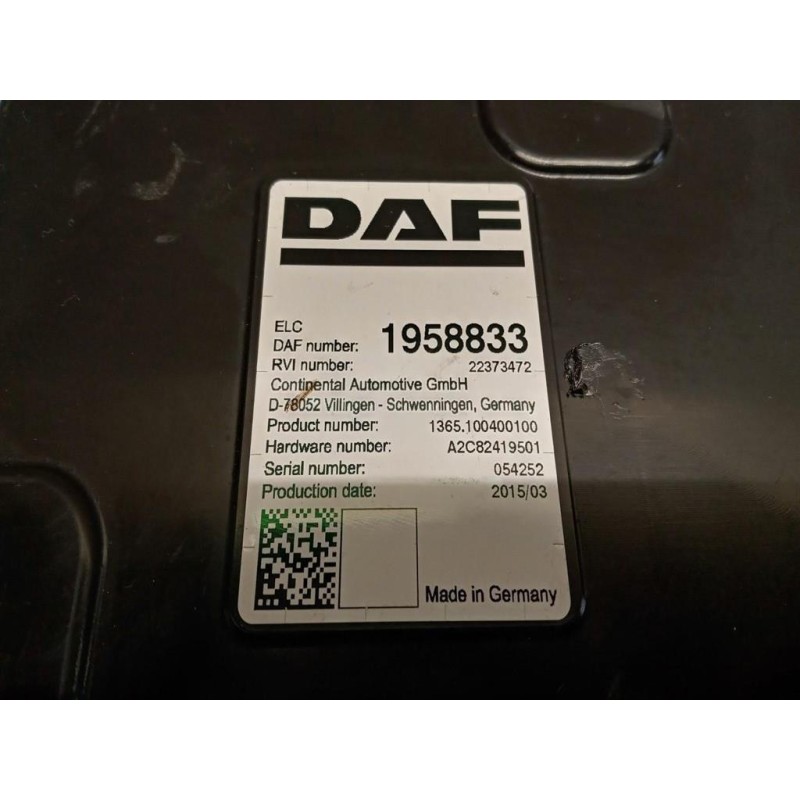 DAF
ELC
DAF number: 1958833
RVI number: 22373472
Continental Automotive GmbH
D-78052 Villingen - Schwenningen, Germany
Product number: 1365.100400100
Hardware number: A2C82419501
Serial number: 054252
Production date: 2015/03
Made in Germany